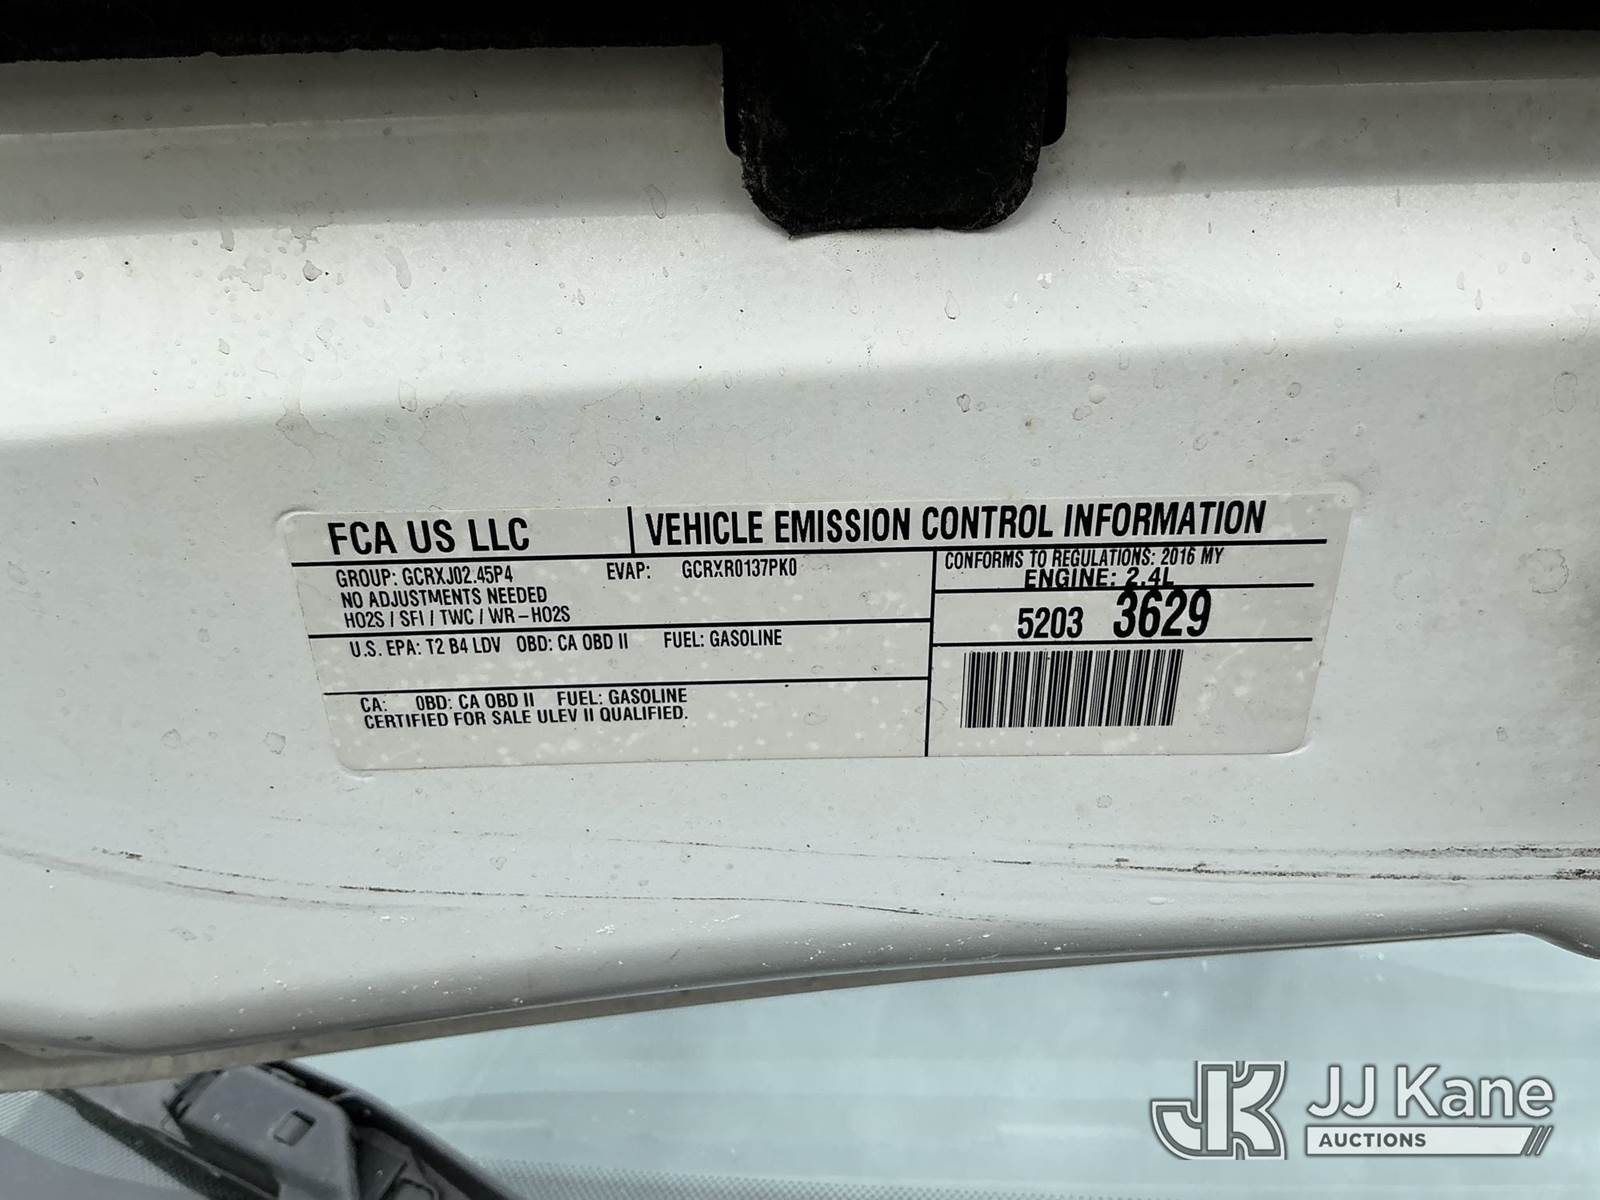 FCA US LLC
VEHICLE EMISSION CONTROL INFORMATION
GROUP: GCRXJ02.45P4 EVAP: GCRXR0137PK0
NO ADJUSTMENTS NEEDED
HO2S / SFI / TWC / WR-HO2S
U.S. EPA: T2 B4 LDV OBD: CA OBD II FUEL: GASOLINE
CA: OBD: CA OBD II FUEL: GASOLINE
CERTIFIED FOR SALE ULEV II QUALIFIED.
CONFORMS TO REGULATIONS: 2016 MY
ENGINE: 2.4L
5203 3629
JK JJ Kane
AUCTIONS